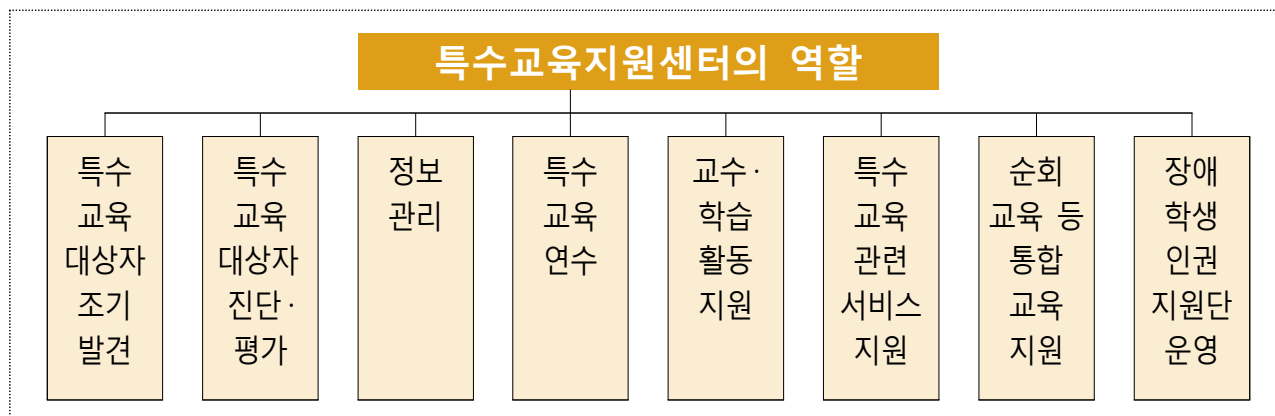 특수교육지원센터의 역할
특수
교육
대상자
조기
발견
특수
교육
대상자
진단·
평가
정보
관리
특수
교육
연수
교수·
학습
활동
지원
특수
교육
관련
서비스
지원
순회
교육 등
통합
교육
지원
장애
학생
인권
지원단
운영